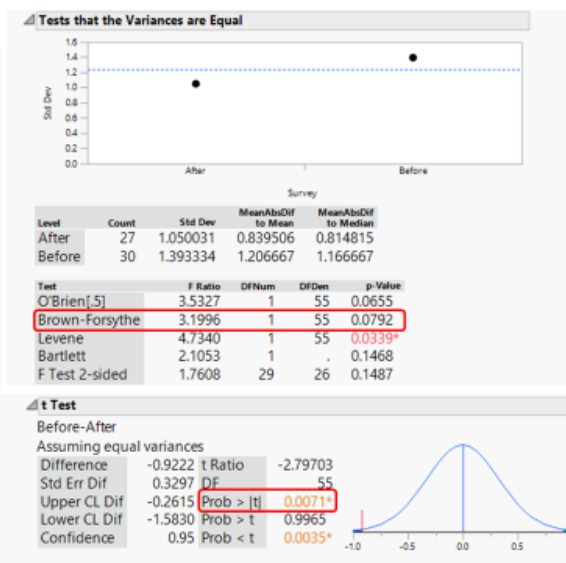 Tests that the Variances are Equal
1.6
1.4
1.2
1.0
0.8
0.6
0.4
0.2
0.0
Std Dev
After Before
Survey
Level Count Std Dev MeanAbsDif to Mean MeanAbsDif to Median
After 27 1.050031 0.839506 0.814815
Before 30 1.393334 1.206667 1.166667
Test F Ratio DFNum DFDen p-Value
O'Brien[.5] 3.5327 1 55 0.0655
Brown-Forsythe 3.1996 1 55 0.0792
Levene 4.7340 1 55 0.0339*
Bartlett 2.1053 1 . 0.1468
F Test 2-sided 1.7608 29 26 0.1487
t Test
Before-After
Assuming equal variances
Difference -0.9222 t Ratio -2.79703
Std Err Dif 0.3297 DF 55
Upper CL Dif -0.2615 Prob > |t| 0.0071*
Lower CL Dif -1.5830 Prob > t 0.9965
Confidence 0.95 Prob < t 0.0035*
-1.0 -0.5 0.0 0.5